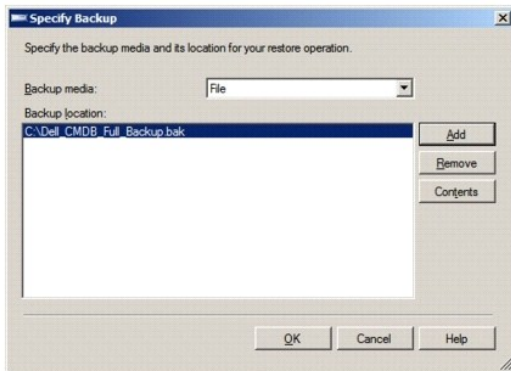 Specify Backup
Specify the backup media and its location for your restore operation.
Backup media:
File
Backup location:
C:\Dell_CMDB_Full_Backup.bak
Add
Remove
Contents
OK
Cancel
Help